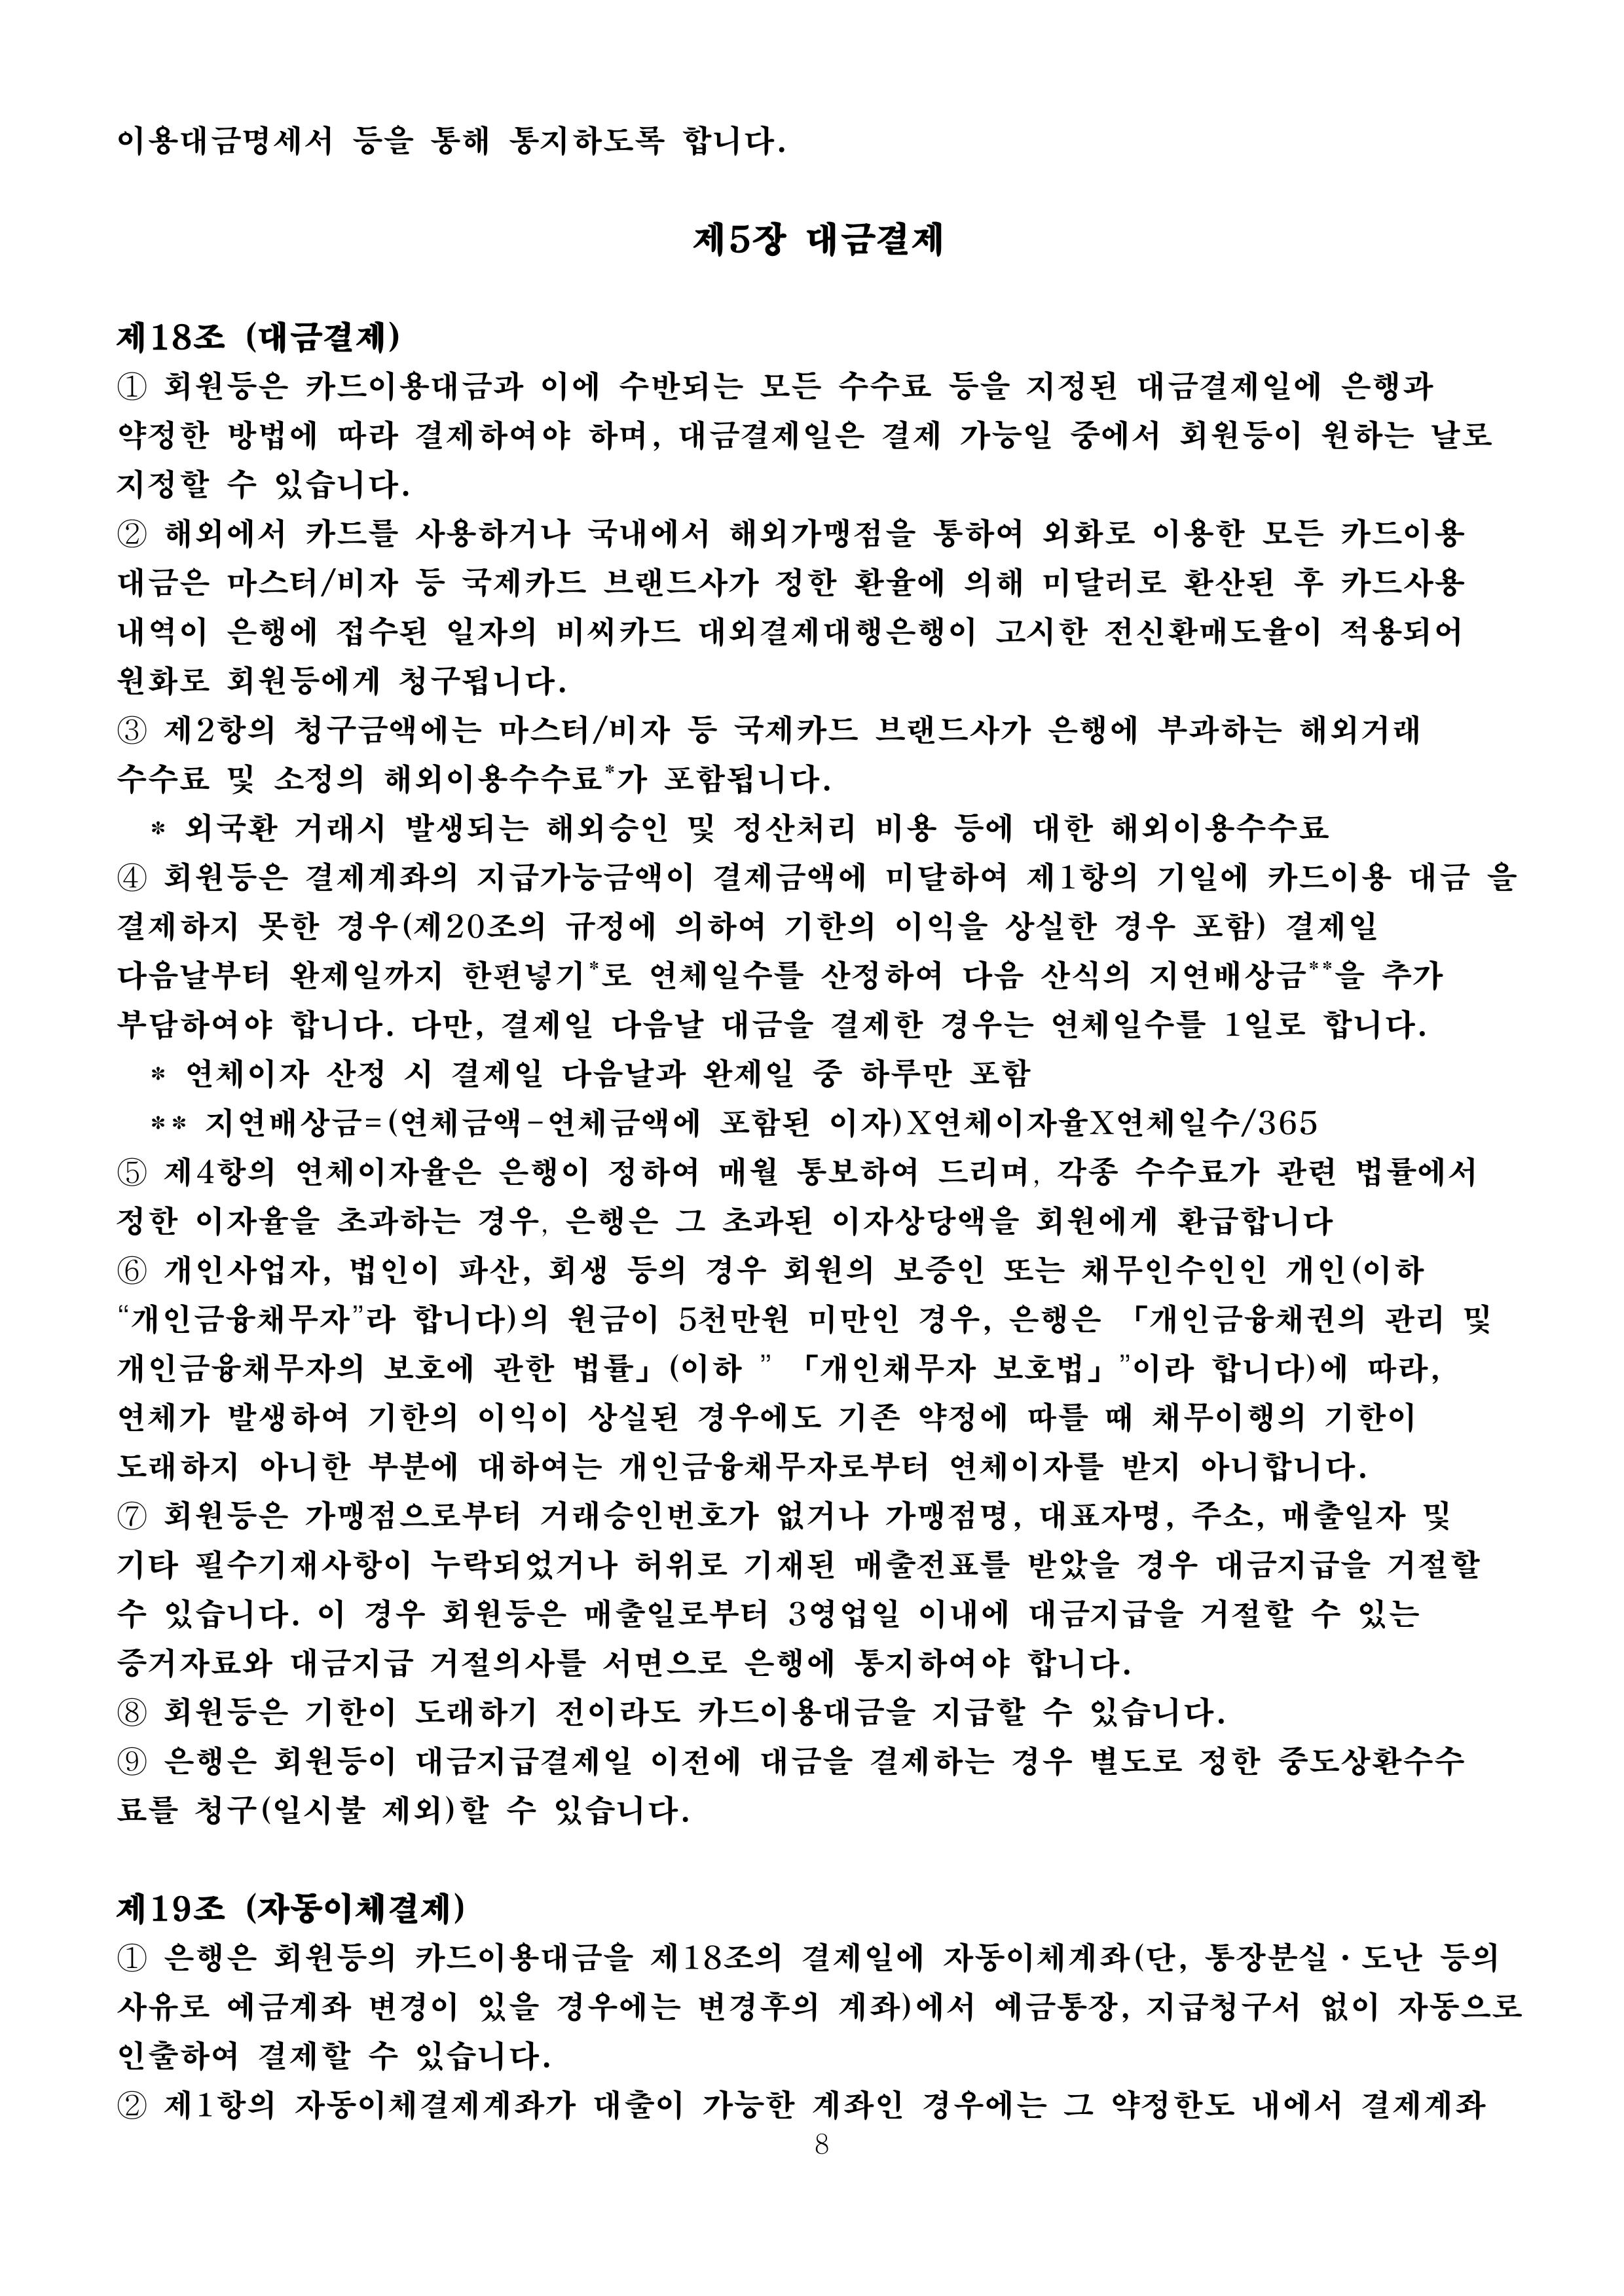 이용대금명세서 등을 통해 통지하도록 합니다.
제5장 대금결제
제18조 (대금결제)
① 회원등은 카드이용대금과 이에 수반되는 모든 수수료 등을 지정된 대금결제일에 은행과
약정한 방법에 따라 결제하여야 하며, 대금결제일은 결제 가능일 중에서 회원등이 원하는 날로
지정할 수 있습니다.
② 해외에서 카드를 사용하거나 국내에서 해외가맹점을 통하여 외화로 이용한 모든 카드이용
대금은 마스터/비자 등 국제카드 브랜드사가 정한 환율에 의해 미달러로 환산된 후 카드사용
내역이 은행에 접수된 일자의 비씨카드 대외결제대행은행이 고시한 전신환매도율이 적용되어
원화로 회원등에게 청구됩니다.
③ 제2항의 청구금액에는 마스터/비자 등 국제카드 브랜드사가 은행에 부과하는 해외거래
수수료 및 소정의 해외이용수수료*가 포함됩니다.
* 외국환 거래시 발생되는 해외승인 및 정산처리 비용 등에 대한 해외이용수수료
④ 회원등은 결제계좌의 지급가능금액이 결제금액에 미달하여 제1항의 기일에 카드이용 대금 을
결제하지 못한 경우(제20조의 규정에 의하여 기한의 이익을 상실한 경우 포함) 결제일
다음날부터 완제일까지 한편넣기*로 연체일수를 산정하여 다음 산식의 지연배상금**을 추가
부담하여야 합니다. 다만, 결제일 다음날 대금을 결제한 경우는 연체일수를 1일로 합니다.
* 연체이자 산정 시 결제일 다음날과 완제일 중 하루만 포함
** 지연배상금=(연체금액-연체금액에 포함된 이자)X연체이자율X연체일수/365
⑤ 제4항의 연체이자율은 은행이 정하여 매월 통보하여 드리며, 각종 수수료가 관련 법률에서
정한 이자율을 초과하는 경우, 은행은 그 초과된 이자상당액을 회원에게 환급합니다
⑥ 개인사업자, 법인이 파산, 회생 등의 경우 회원의 보증인 또는 채무인수인인 개인(이하
“개인금융채무자”라 합니다)의 원금이 5천만원 미만인 경우, 은행은 「개인금융채권의 관리 및
개인금융채무자의 보호에 관한 법률」(이하 ” 「개인채무자 보호법」”이라 합니다)에 따라,
연체가 발생하여 기한의 이익이 상실된 경우에도 기존 약정에 따를 때 채무이행의 기한이
도래하지 아니한 부분에 대하여는 개인금융채무자로부터 연체이자를 받지 아니합니다.
⑦ 회원등은 가맹점으로부터 거래승인번호가 없거나 가맹점명, 대표자명, 주소, 매출일자 및
기타 필수기재사항이 누락되었거나 허위로 기재된 매출전표를 받았을 경우 대금지급을 거절할
수 있습니다. 이 경우 회원등은 매출일로부터 3영업일 이내에 대금지급을 거절할 수 있는
증거자료와 대금지급 거절의사를 서면으로 은행에 통지하여야 합니다.
⑧ 회원등은 기한이 도래하기 전이라도 카드이용대금을 지급할 수 있습니다.
⑨ 은행은 회원등이 대금지급결제일 이전에 대금을 결제하는 경우 별도로 정한 중도상환수수
료를 청구(일시불 제외)할 수 있습니다.
제19조 (자동이체결제)
① 은행은 회원등의 카드이용대금을 제18조의 결제일에 자동이체계좌(단, 통장분실·도난 등의
사유로 예금계좌 변경이 있을 경우에는 변경후의 계좌)에서 예금통장, 지급청구서 없이 자동으로
인출하여 결제할 수 있습니다.
② 제1항의 자동이체결제계좌가 대출이 가능한 계좌인 경우에는 그 약정한도 내에서 결제계좌
8